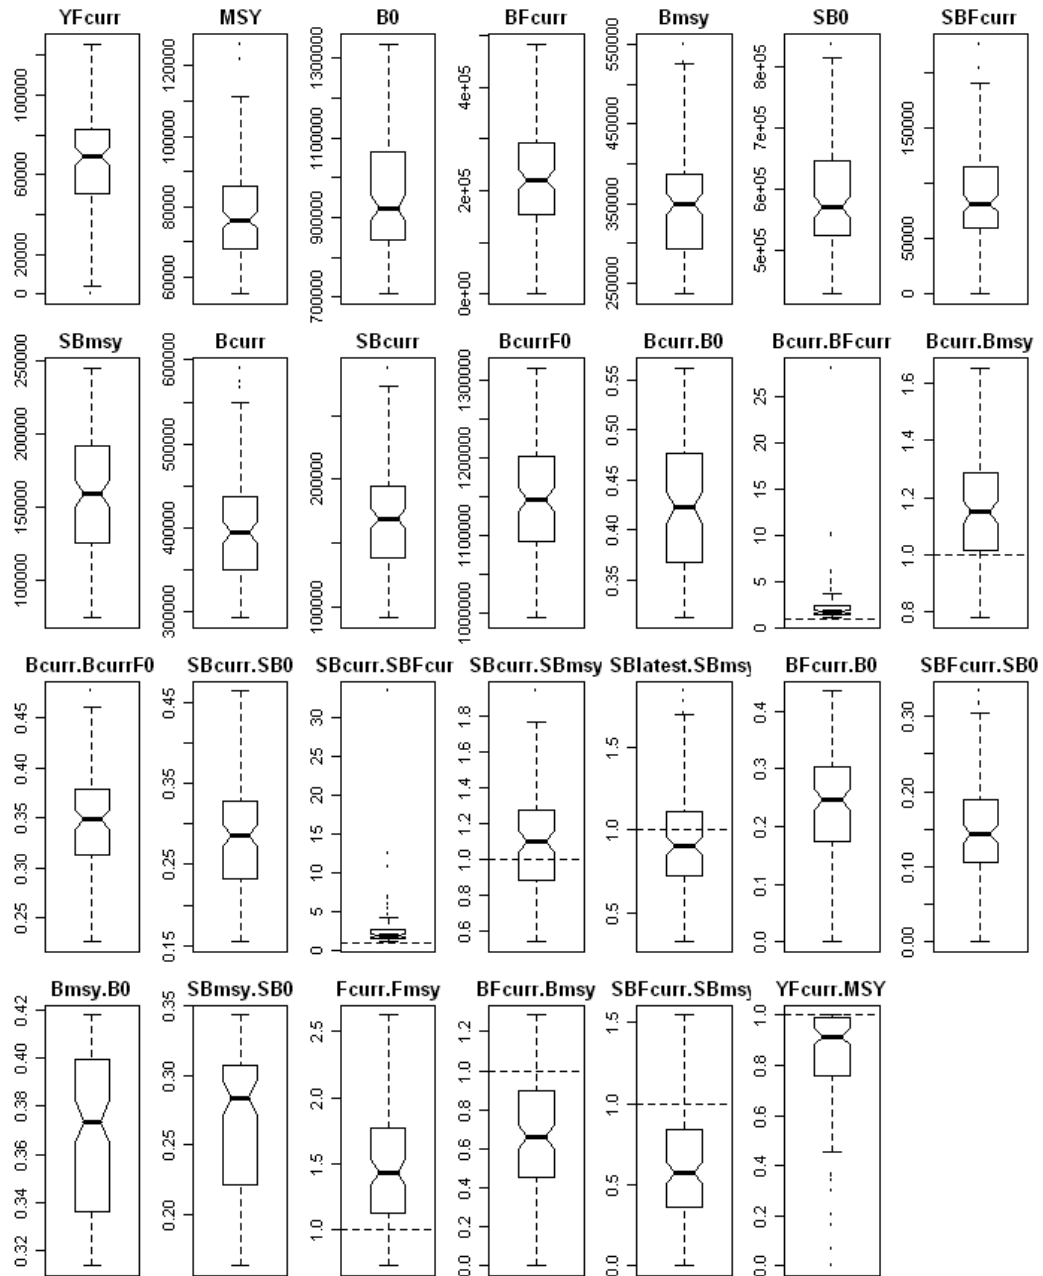 YFcurr MSY B0 BFcurr Bmsy SB0 SBFcurr
0 20000 60000 100000
60000 80000 100000 120000
700000 900000 1100000 1300000
0e+00 2e+05 4e+05
250000 350000 450000 550000
5e+05 6e+05 7e+05 8e+05
0 50000 150000
SBmsy Bcurr SBcurr BcurrF0 Bcurr.B0 Bcurr.BFcurr Bcurr.Bmsy
100000 150000 200000 250000
300000 400000 500000 600000
100000 200000
1000000 1100000 1200000 1300000
0.35 0.40 0.45 0.50 0.55
0 5 10 15 20 25
0.8 1.0 1.2 1.4 1.6
Bcurr.BcurrF0 SBcurr.SB0 SBcurr.SBFcur SBcurr.SBmsy SBlatest.SBmsy BFcurr.B0 SBFcurr.SB0
0.25 0.30 0.35 0.40 0.45
0.15 0.25 0.35 0.45
0 5 10 15 20 25 30
0.6 0.8 1.0 1.2 1.4 1.6 1.8
0.5 1.0 1.5
0.0 0.1 0.2 0.3 0.4
0.00 0.10 0.20 0.30
Bmsy.B0 SBmsy.SB0 Fcurr.Fmsy BFcurr.Bmsy SBFcurr.SBmsy YFcurr.MSY
0.32 0.34 0.36 0.38 0.40 0.42
0.20 0.25 0.30 0.35
1.0 1.5 2.0 2.5
0.0 0.2 0.4 0.6 0.8 1.0 1.2
0.0 0.5 1.0 1.5
0.0 0.2 0.4 0.6 0.8 1.0